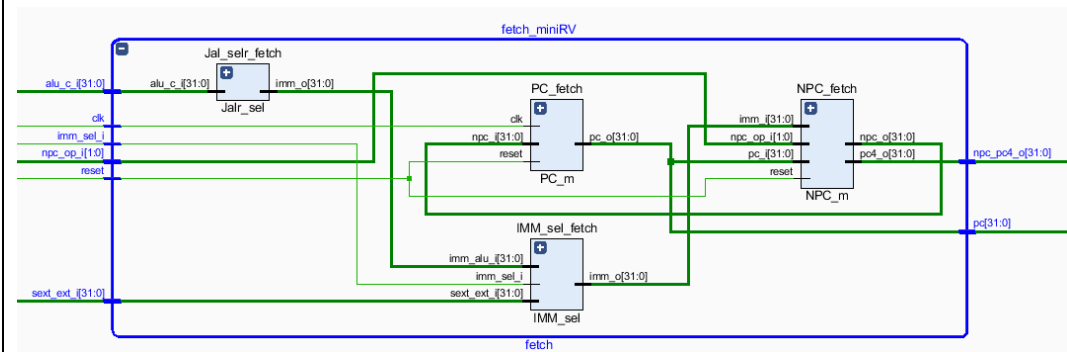 fetch_miniRV
Jal_selr_fetch
alu_c_i[31:0]
alu_c_i[31:0]
imm_o[31:0]
Jalr_sel
PC_fetch
NPC_fetch
clk
clk
imm_i[31:0]
imm_sel_i
npc_i[31:0]
pc_o[31:0]
npc_op_i[1:0]
npc_o[31:0]
npc_op_i[1:0]
reset
pc_i[31:0]
pc4_o[31:0]
npc_pc4_o[31:0]
reset
PC_m
reset
NPC_m
pc[31:0]
IMM_sel_fetch
imm_alu_i[31:0]
imm_sel_i
imm_o[31:0]
sext_ext_i[31:0]
sext_ext_i[31:0]
IMM_sel
fetch